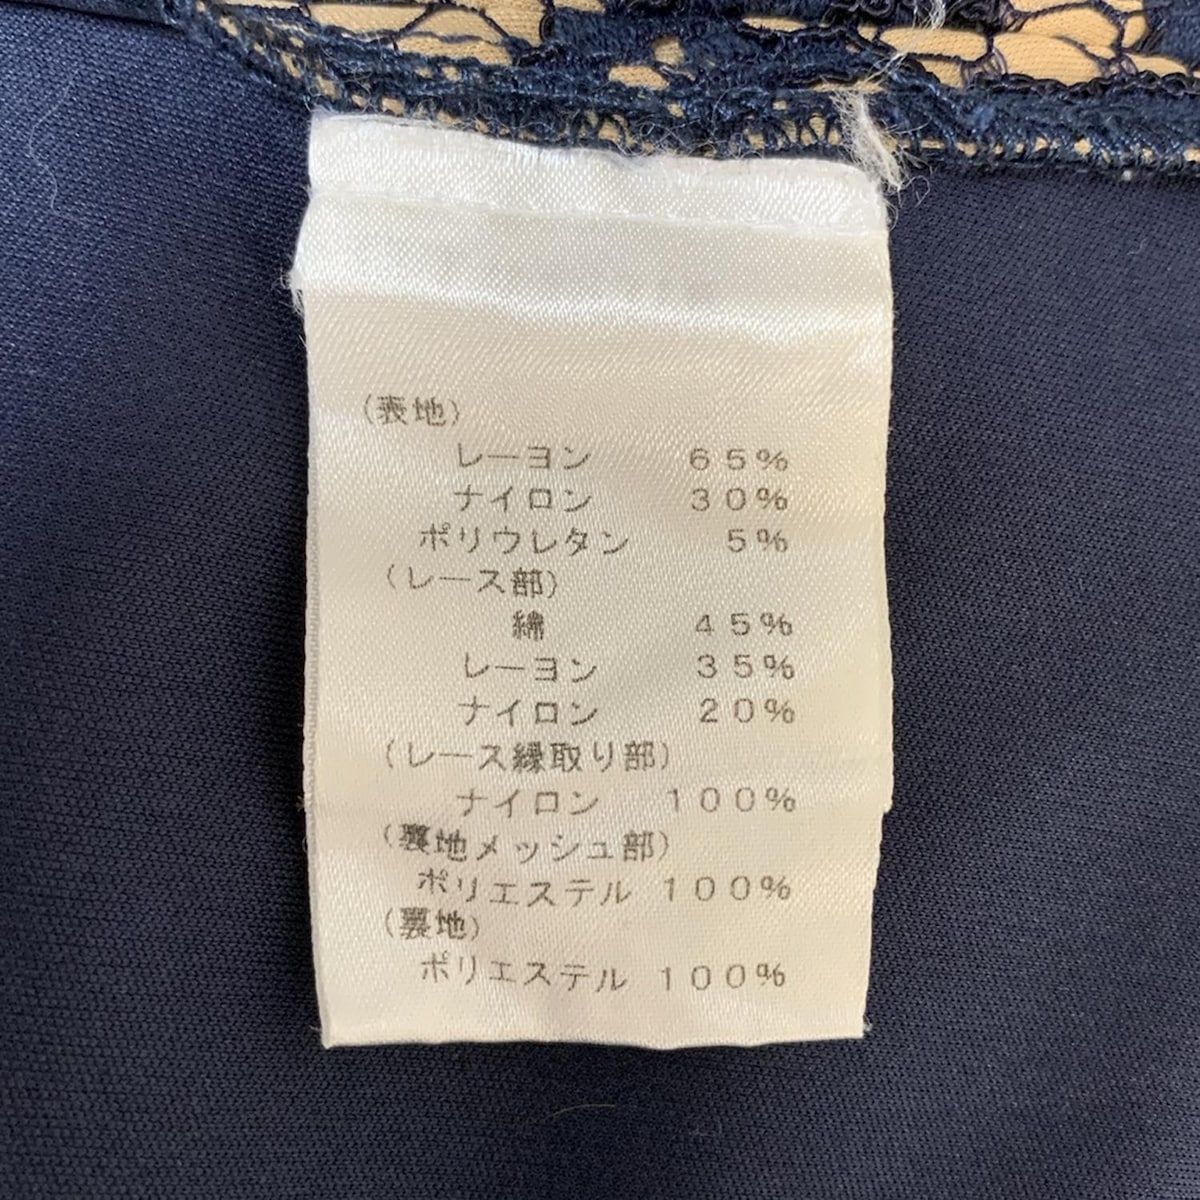 (表地)
レーヨン 65%
ナイロン 30%
ポリウレタン 5%
(レース部)
綿 45%
レーヨン 35%
ナイロン 20%
(レース縁取り部)
ナイロン 100%
(裏地メッシュ部)
ポリエステル 100%
(裏地)
ポリエステル 100%